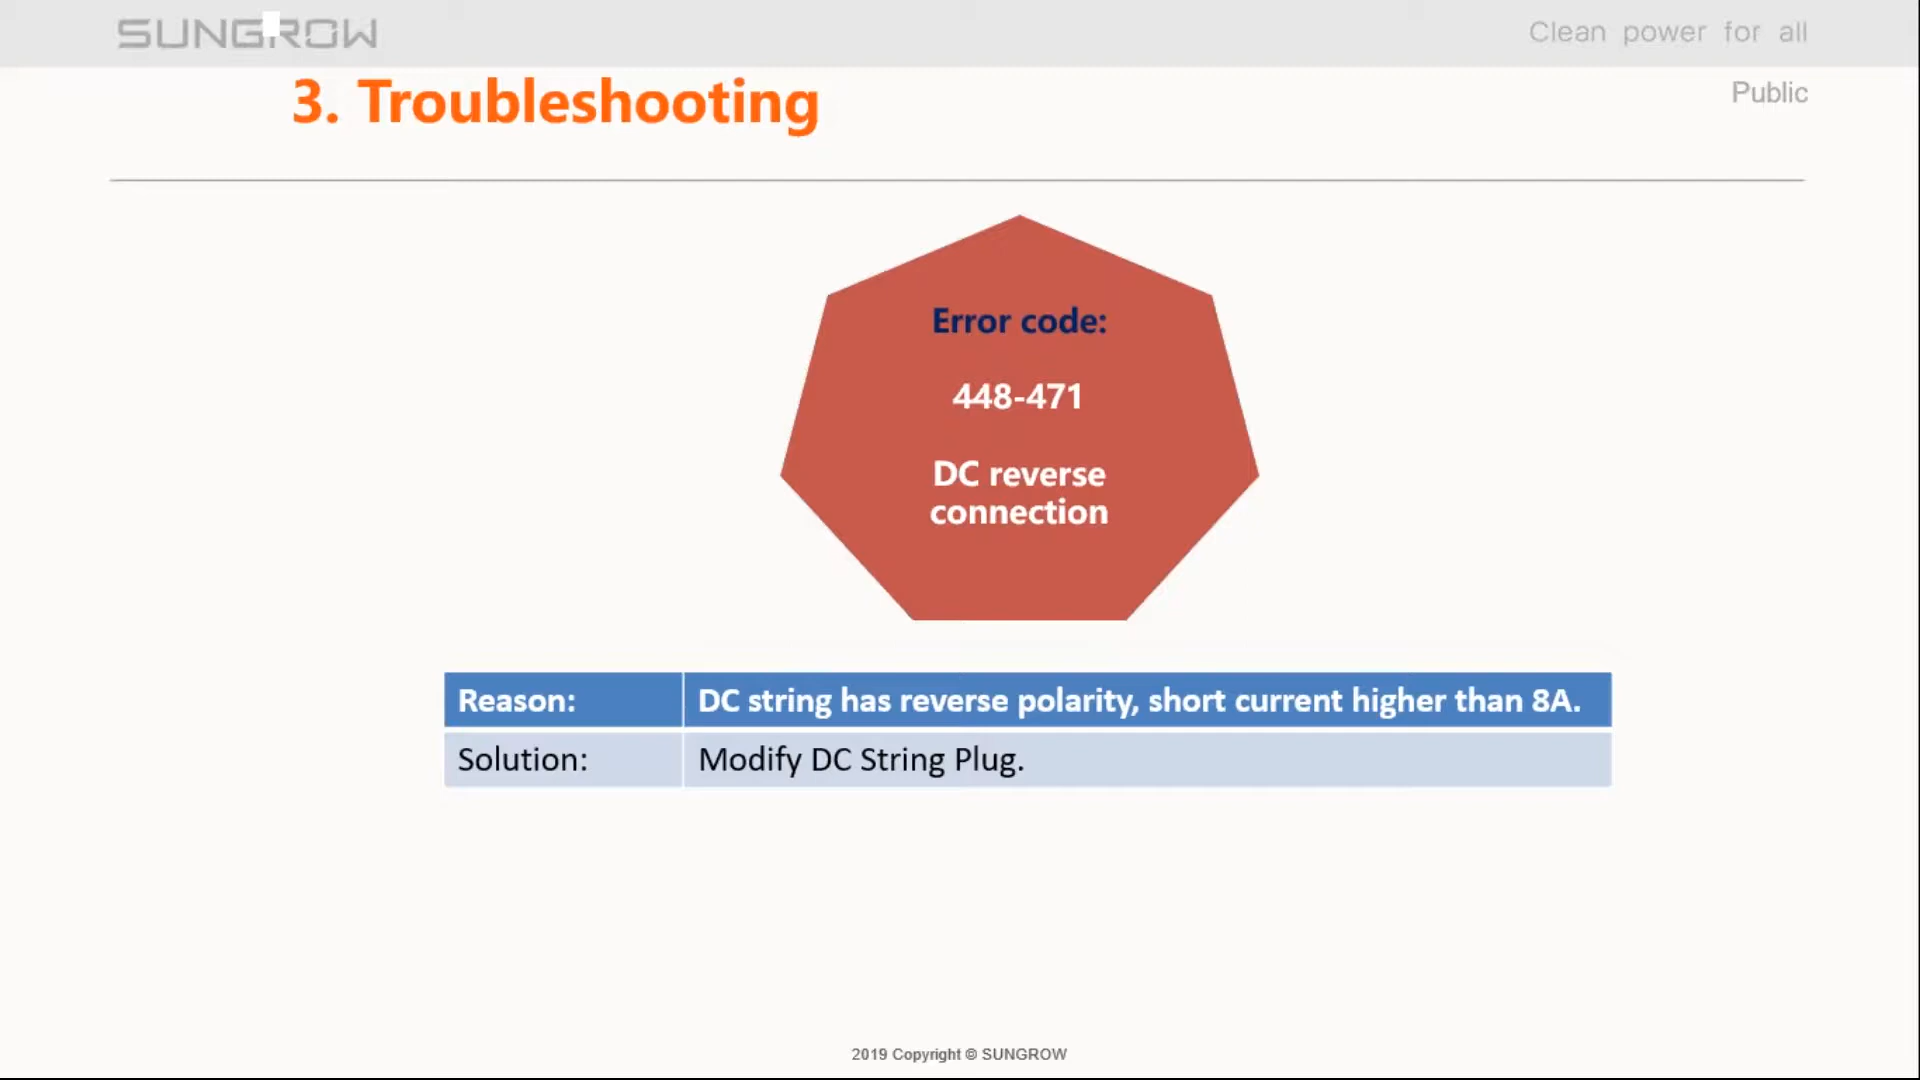 SUNGROW
Clean power for all
3. Troubleshooting
Public
Error code:
448-471
DC reverse
connection
Reason: DC string has reverse polarity, short current higher than 8A.
Solution: Modify DC String Plug.
2019 Copyright © SUNGROW